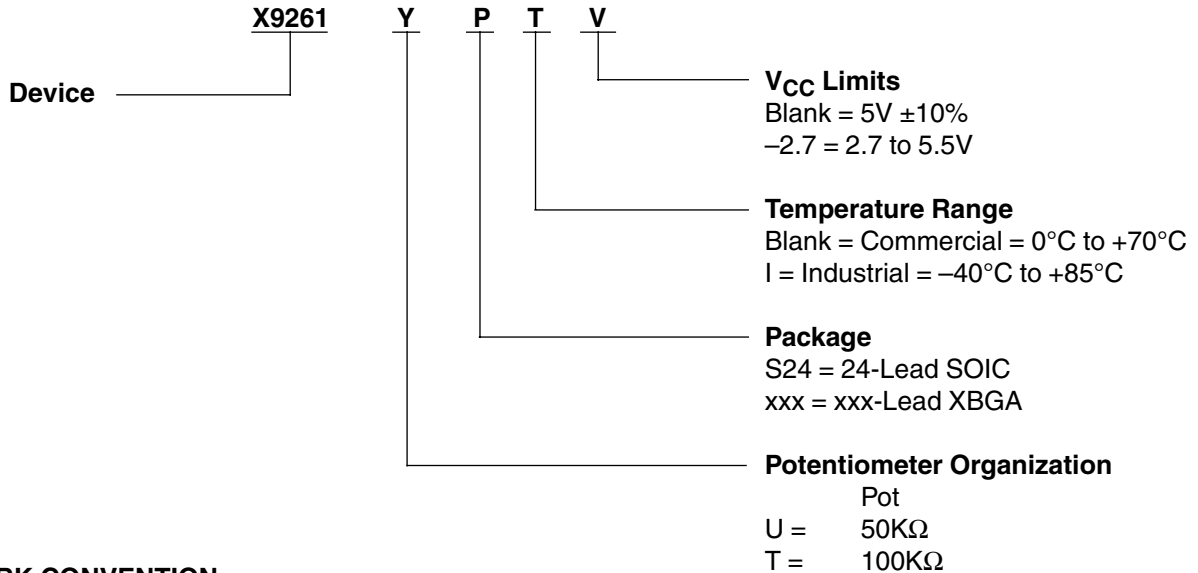 X9261 Y P T V
Device
VCC Limits
Blank = 5V ±10%
–2.7 = 2.7 to 5.5V
Temperature Range
Blank = Commercial = 0°C to +70°C
I = Industrial = –40°C to +85°C
Package
S24 = 24-Lead SOIC
xxx = xxx-Lead XBGA
Potentiometer Organization
Pot
U = 50KΩ
T = 100KΩ